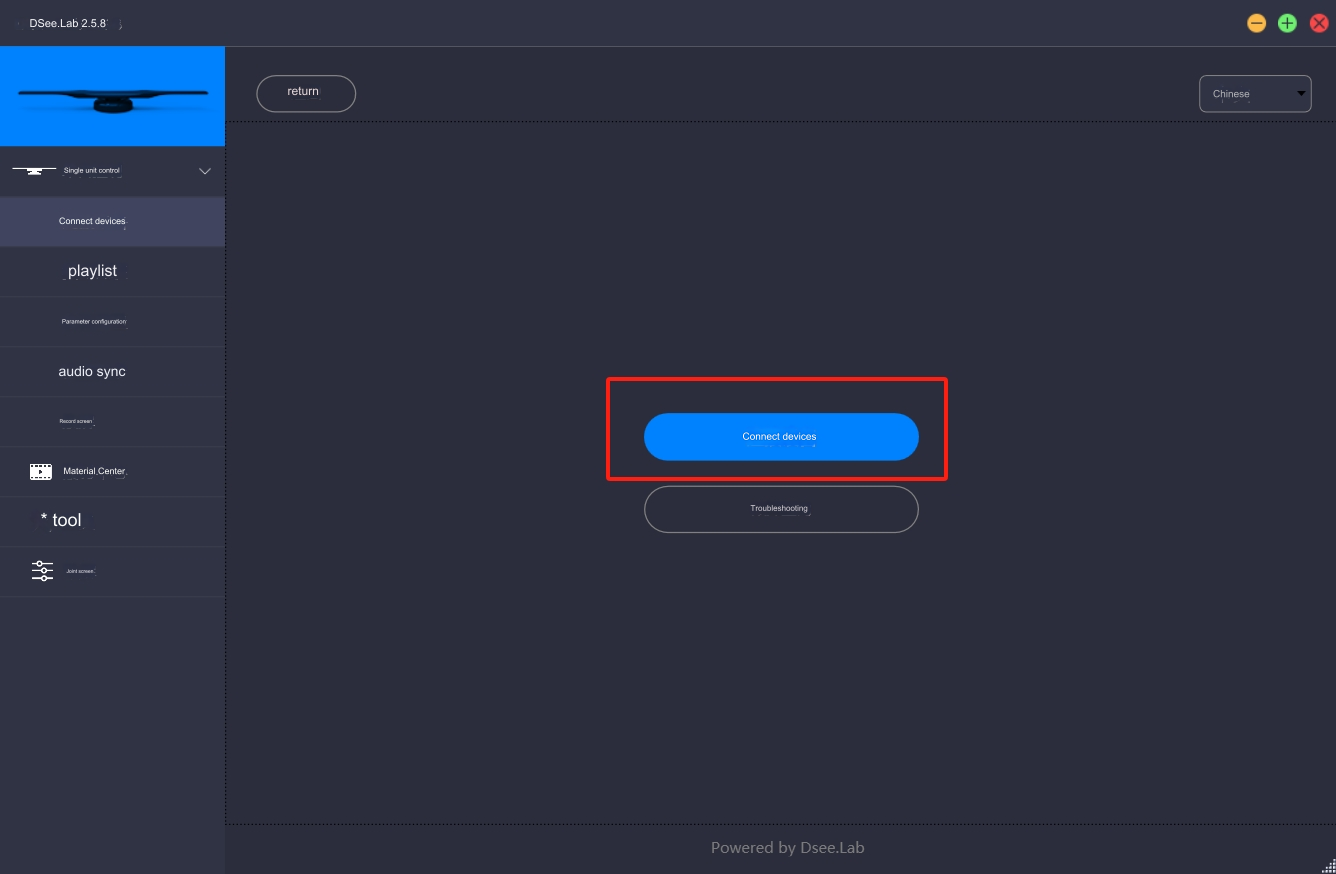 DSee.Lab 2.5.8
return
Chinese
Single unit control
Connect devices
playlist
Parameter configuration
audio sync
Record screen
Material Center
* tool
Joint screen
Connect devices
Troubleshooting
Powered by Dsee.Lab